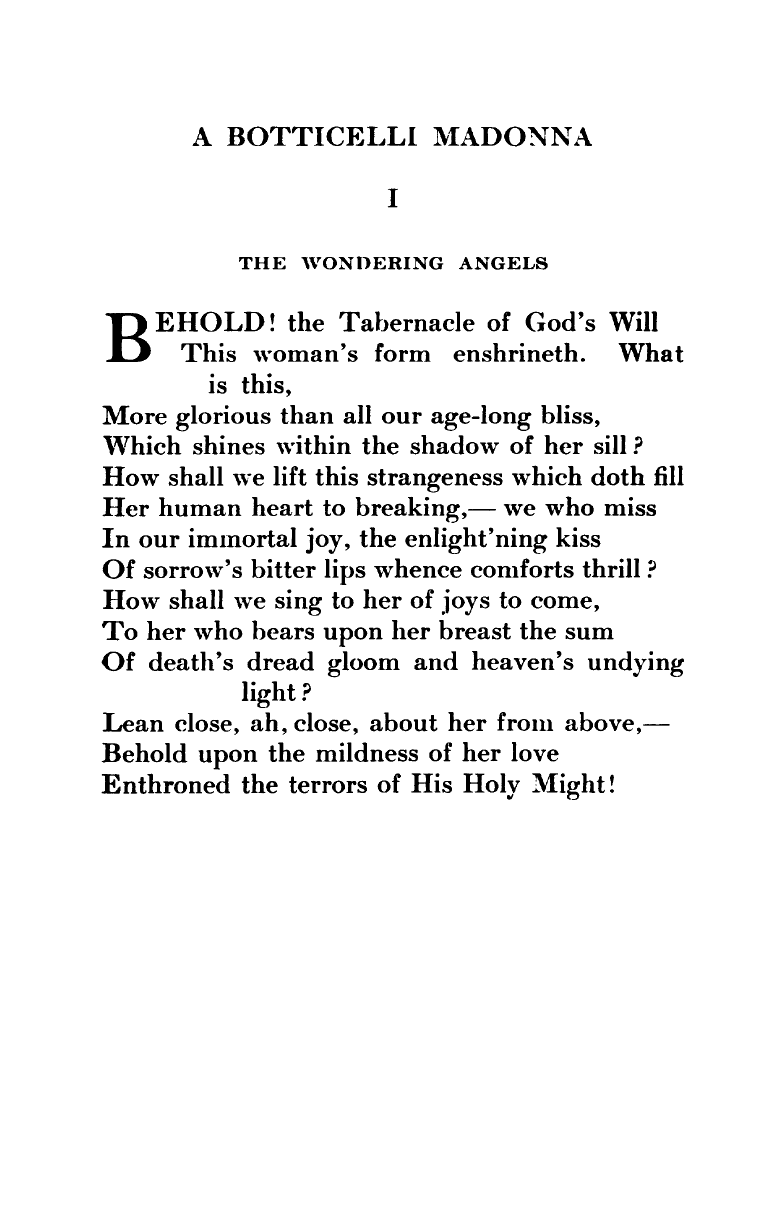 A BOTTICELLI MADONNA
I
THE WONDERING ANGELS
BEHOLD! the Tabernacle of God's Will
This woman's form enshrineth. What
is this,
More glorious than all our age-long bliss,
Which shines within the shadow of her sill?
How shall we lift this strangeness which doth fill
Her human heart to breaking,— we who miss
In our immortal joy, the enlight'ning kiss
Of sorrow's bitter lips whence comforts thrill?
How shall we sing to her of joys to come,
To her who bears upon her breast the sum
Of death's dread gloom and heaven's undying
light?
Lean close, ah, close, about her from above,—
Behold upon the mildness of her love
Enthroned the terrors of His Holy Might!